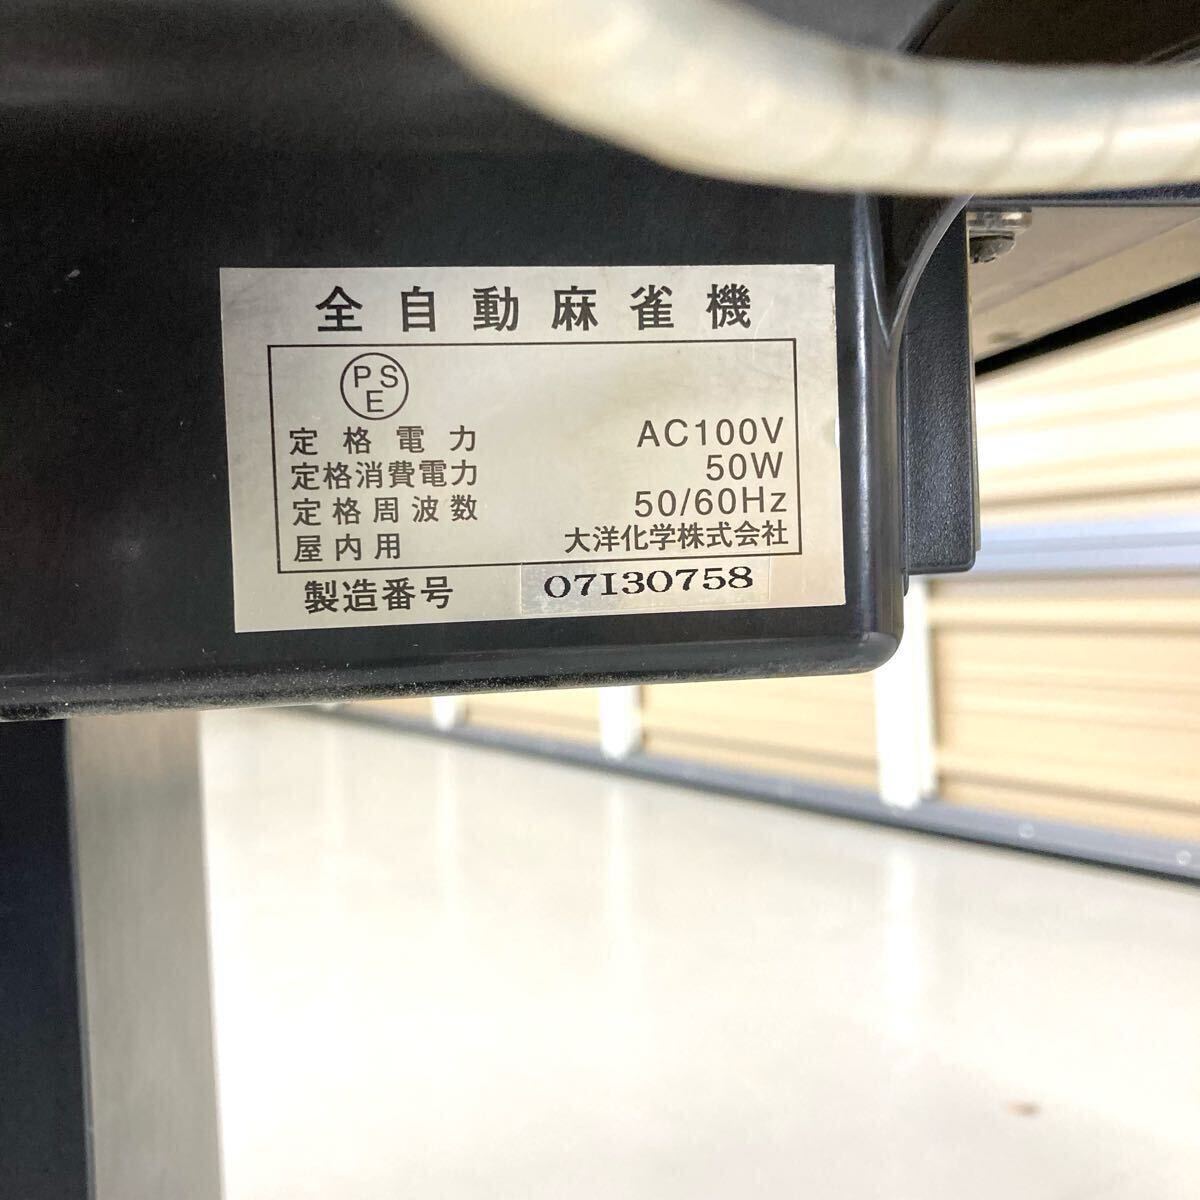 全自動麻雀機
PSE
定格電力 AC100V
定格消費電力 50W
定格周波数 50/60Hz
屋内用 大洋化学株式会社
製造番号 07130758